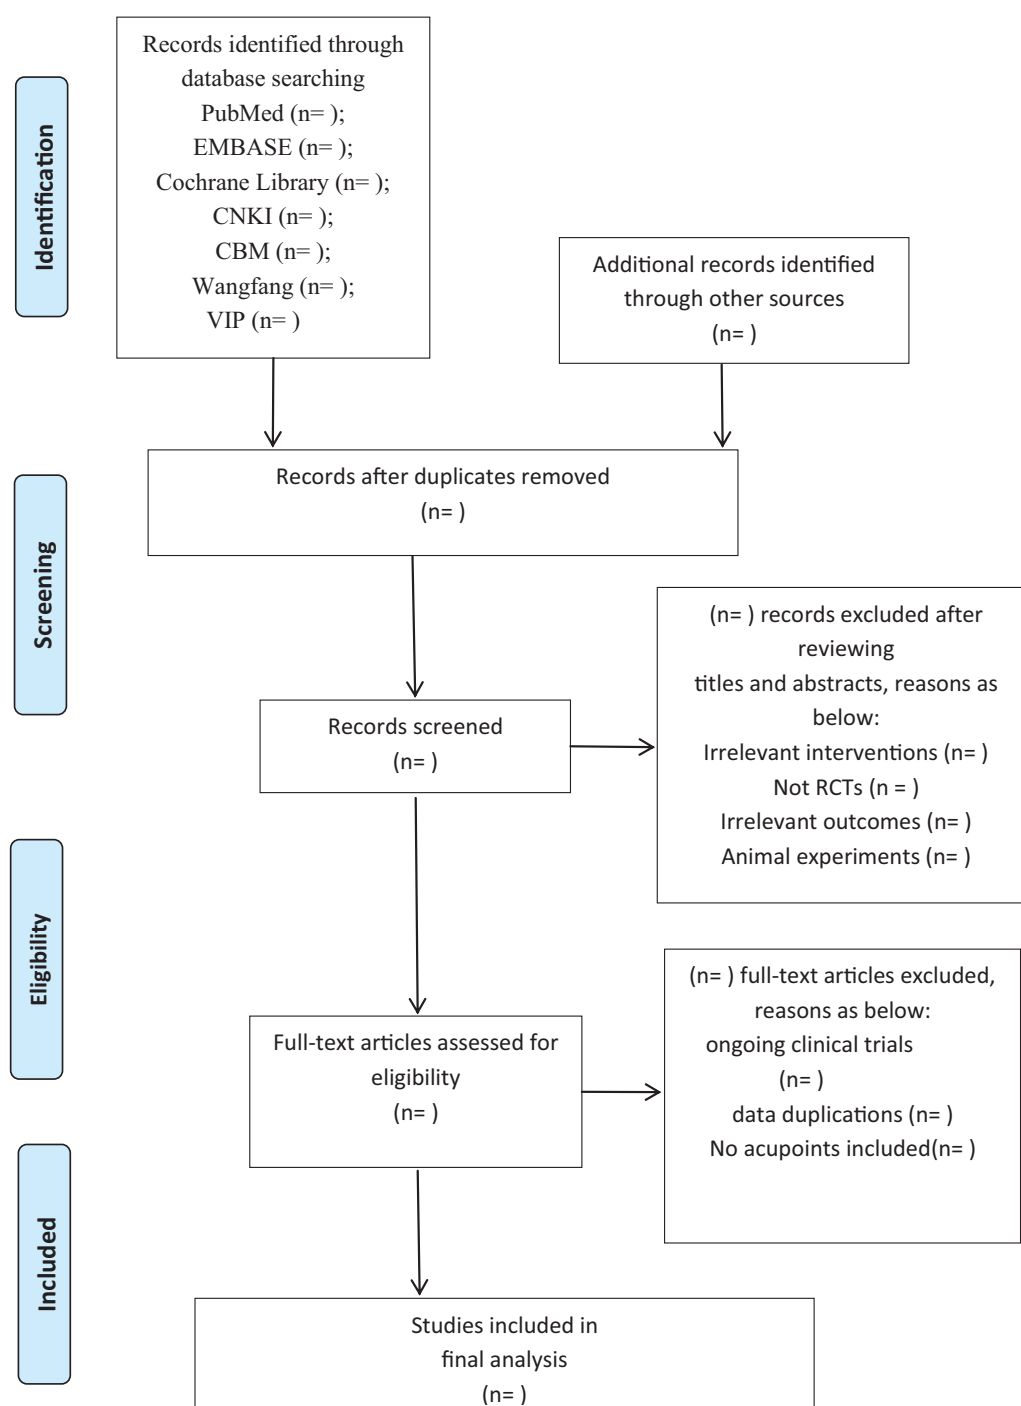 Identification
Records identified through
database searching
PubMed (n= );
EMBASE (n= );
Cochrane Library (n= );
CNKI (n= );
CBM (n= );
Wangfang (n= );
VIP (n= )
Additional records identified
through other sources
(n= )
Screening
Records after duplicates removed
(n= )
Records screened
(n= )
(n= ) records excluded after
reviewing
titles and abstracts, reasons as
below:
Irrelevant interventions (n= )
Not RCTs (n = )
Irrelevant outcomes (n= )
Animal experiments (n= )
Eligibility
Full-text articles assessed for
eligibility
(n= )
(n= ) full-text articles excluded,
reasons as below:
ongoing clinical trials
(n= )
data duplications (n= )
No acupoints included(n= )
Included
Studies included in
final analysis
(n= )